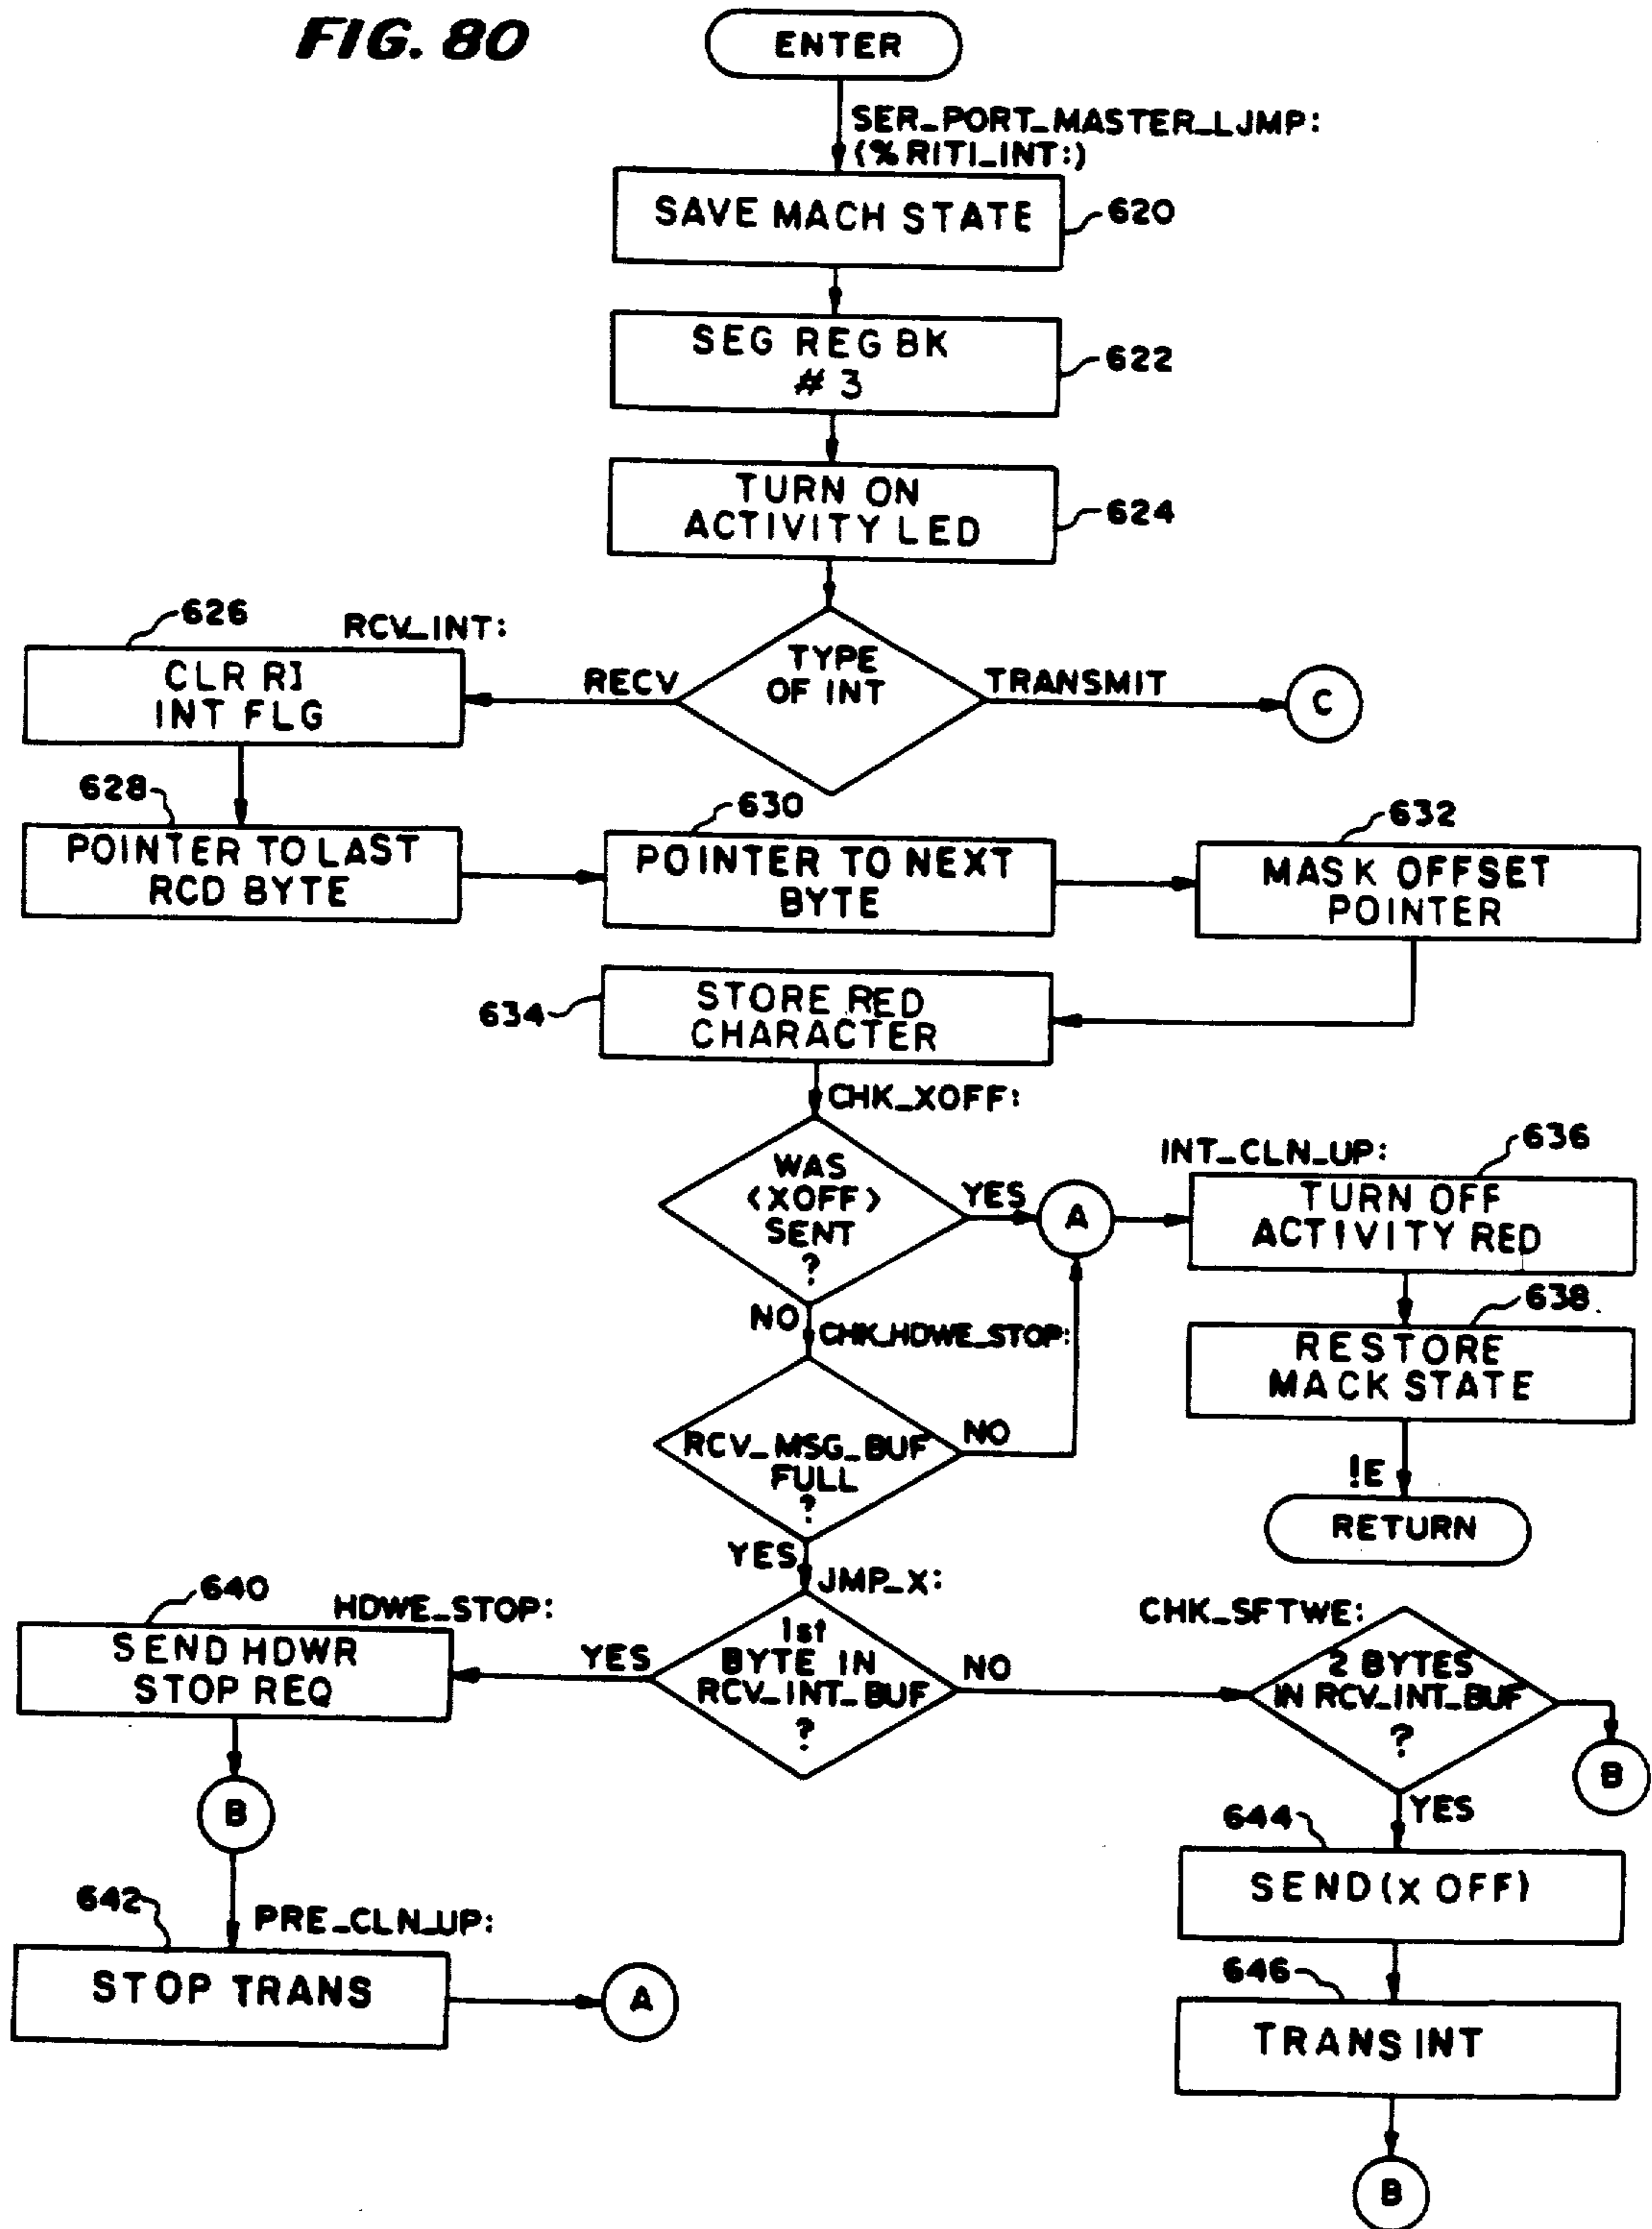 FIG. 80
ENTER
SER_PORT_MASTER_LJMP:
(%RITI_INT:)
SAVE MACH STATE
620
SEG REG BK
# 3
622
TURN ON
ACTIVITY LED
624
626
RCV_INT:
CLR RI
INT FLG
RECV
TYPE
OF INT
TRANSMIT
C
628
POINTER TO LAST
RCD BYTE
630
POINTER TO NEXT
BYTE
632
MASK OFFSET
POINTER
634
STORE RED
CHARACTER
CHK_XOFF:
WAS
<XOFF>
SENT
?
YES
A
INT_CLN_UP:
636
TURN OFF
ACTIVITY RED
NO
CHK_HDWE_STOP:
638
RESTORE
MACK STATE
RCV_MSG_BUF
FULL
?
NO
!E
RETURN
YES
JMP_X:
640
HDWE_STOP:
SEND HDWR
STOP REQ
YES
1st
BYTE IN
RCV_INT_BUF
?
NO
CHK_SFTWE:
2 BYTES
IN RCV_INT_BUF
?
B
B
YES
644
SEND (X OFF)
642
PRE_CLN_UP:
STOP TRANS
A
646
TRANS INT
B